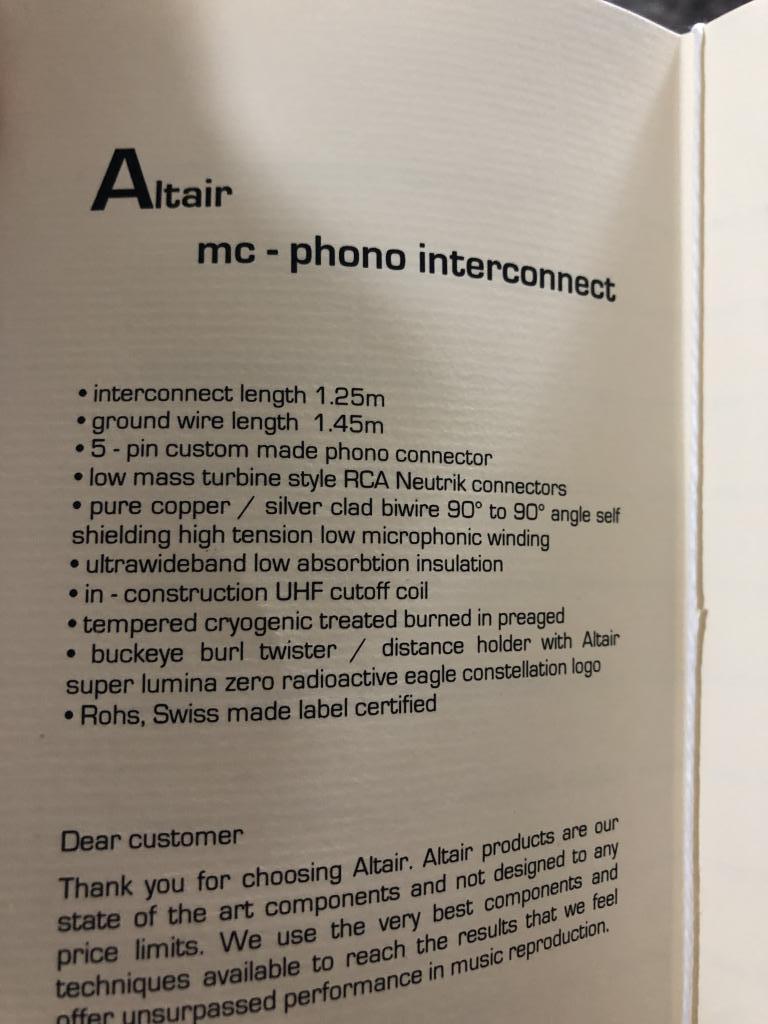 Altair
mc - phono interconnect
• interconnect length 1.25m
• ground wire length 1.45m
• 5 - pin custom made phono connector
• low mass turbine style RCA Neutrik connectors
• pure copper / silver clad biwire 90° to 90° angle self
shielding high tension low microphonic winding
• ultrawideband low absorbtion insulation
• in - construction UHF cutoff coil
• tempered cryogenic treated burned in preaged
• buckeye burl twister / distance holder with Altair
super lumina zero radioactive eagle constellation logo
• Rohs, Swiss made label certified
Dear customer
Thank you for choosing Altair. Altair products are our
state of the art components and not designed to any
price limits. We use the very best components and
techniques available to reach the results that we feel
offer unsurpassed performance in music reproduction.